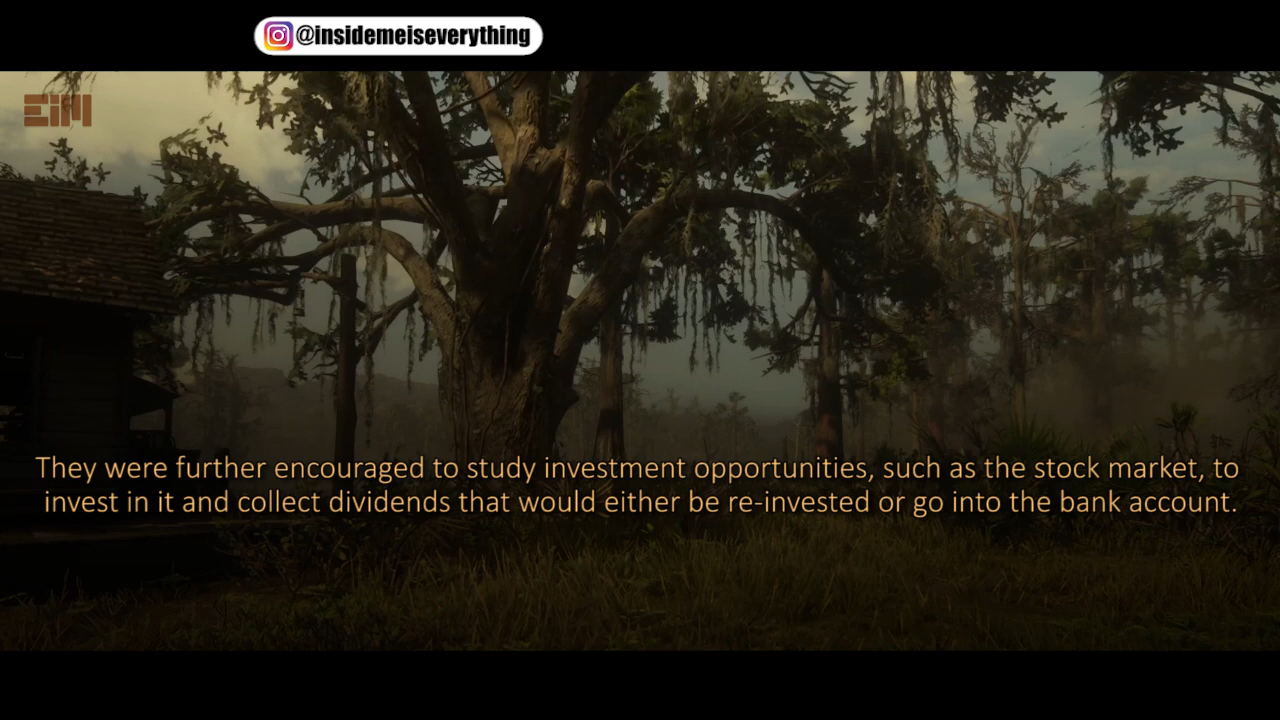 @insidemeiseverything
EiM
They were further encouraged to study investment opportunities, such as the stock market, to
invest in it and collect dividends that would either be re-invested or go into the bank account.